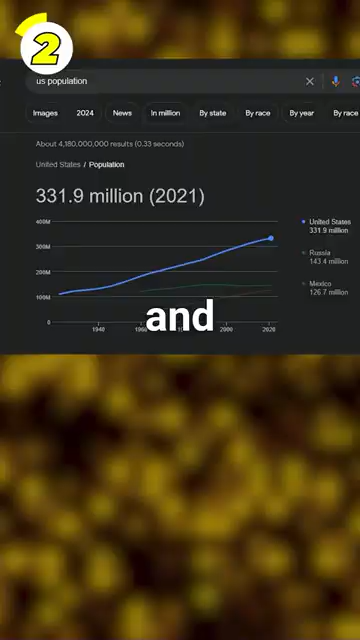 2
us population
Images 2024 News In million By state By race By year By race
About 4,180,000,000 results (0.33 seconds)
United States / Population
331.9 million (2021)
400M
300M
200M
100M
0
1940 1960 2000 2020
United States
331.9 million
Russia
143.4 million
Mexico
126.7 million
and